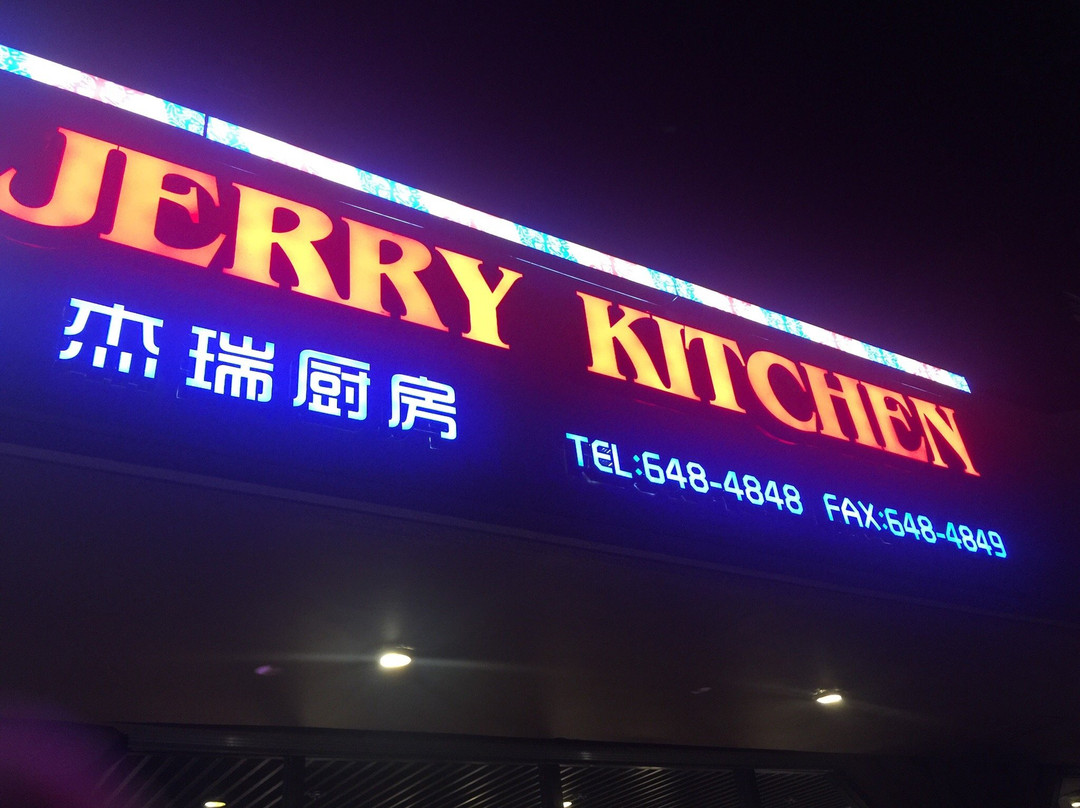 JERRY KITCHEN
杰瑞厨房
TEL:648-4848 FAX:648-4849